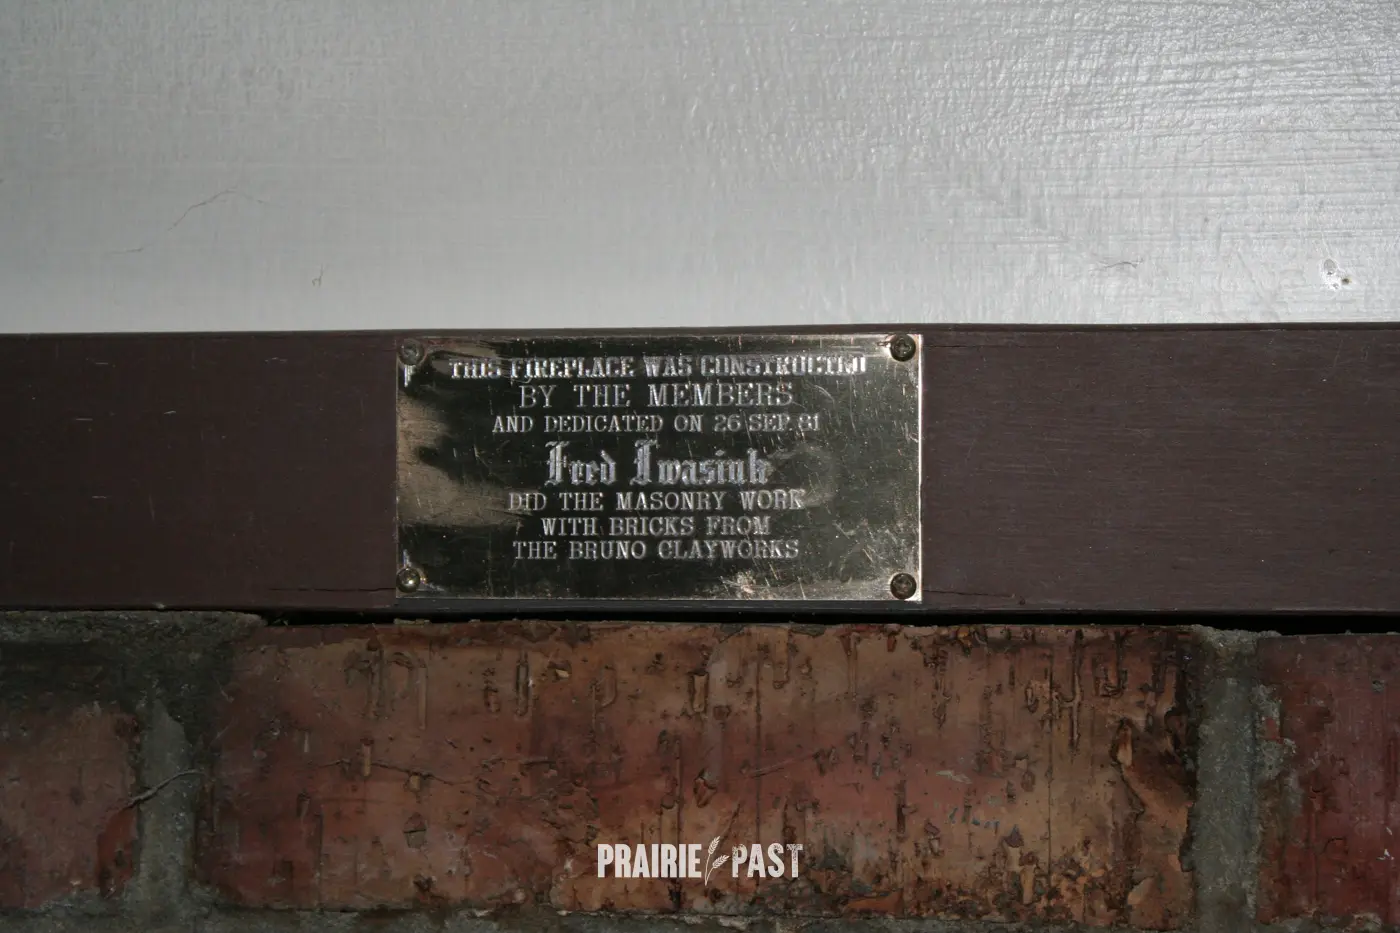 THIS FIREPLACE WAS CONSTRUCTED
BY THE MEMBERS
AND DEDICATED ON 26 SEP. 81
Fred Iwasiuk
DID THE MASONRY WORK
WITH BRICKS FROM
THE BRUNO CLAYWORKS
PRAIRIE PAST